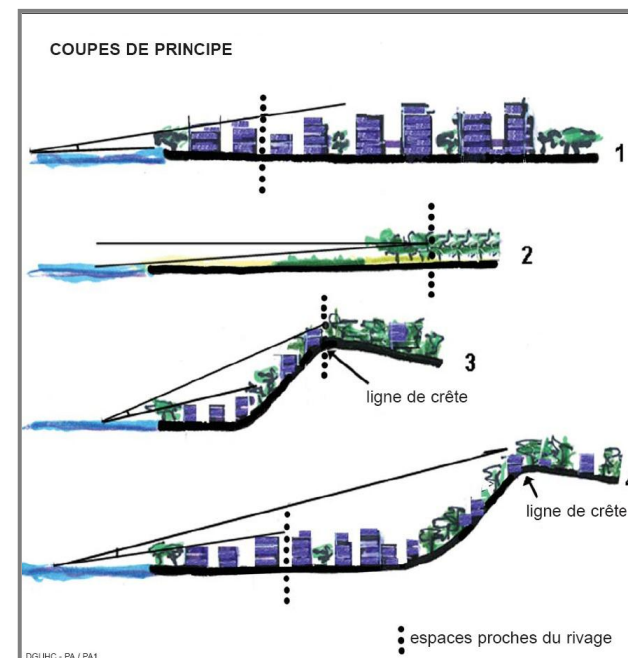 COUPES DE PRINCIPE
1
2
3
ligne de crête
ligne de crête
espaces proches du rivage
DGUHC - PA / PA1